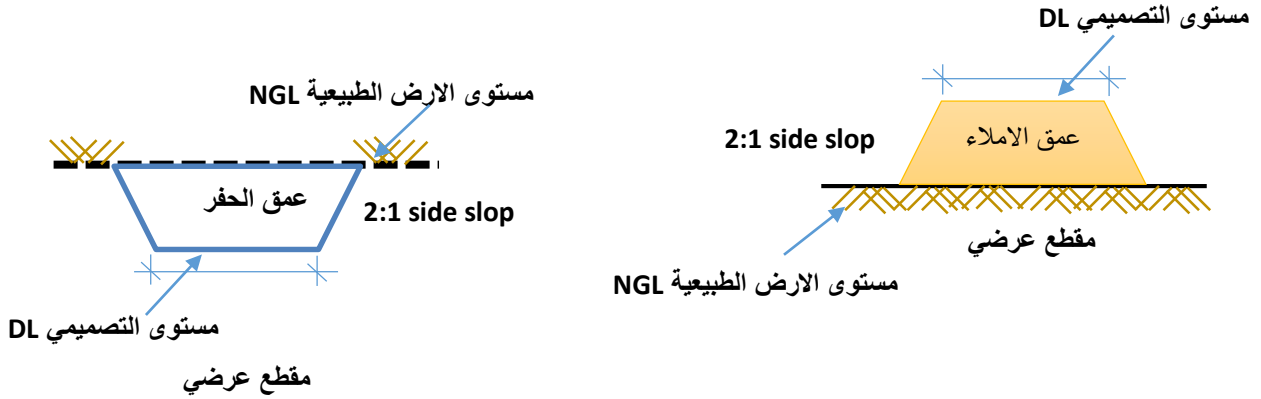 مستوى الارض الطبيعية NGL
عمق الحفر
2:1 side slop
مستوى التصميمي DL
مقطع عرضي
مستوى التصميمي DL
2:1 side slop
عمق الاملاء
مقطع عرضي
مستوى الارض الطبيعية NGL